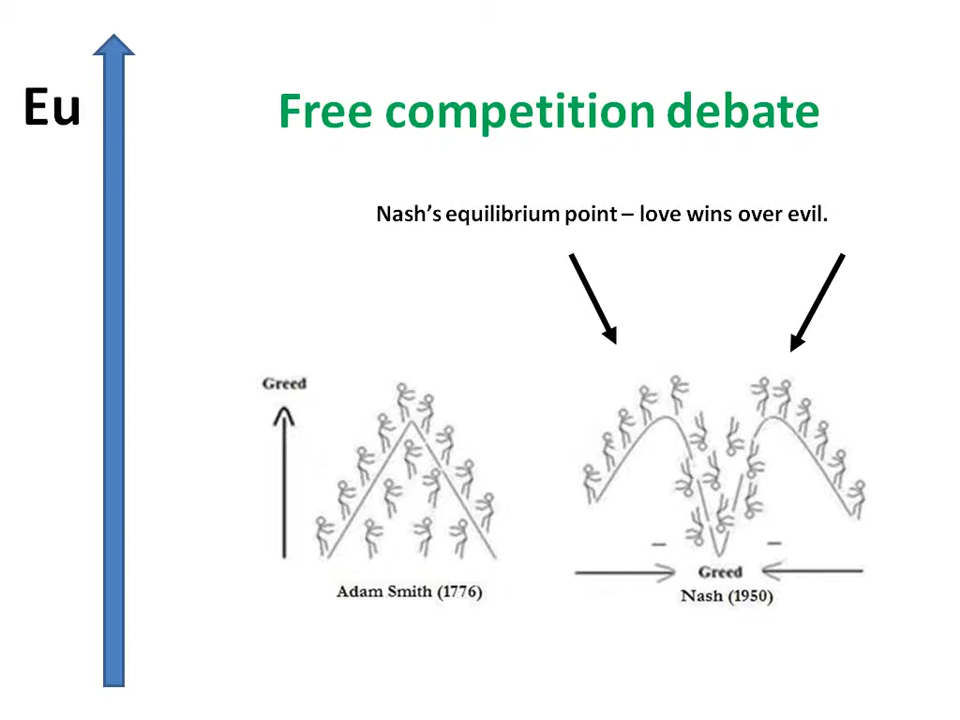 Eu
Free competition debate
Nash's equilibrium point – love wins over evil.
Greed
Adam Smith (1776)
Greed
Nash (1950)